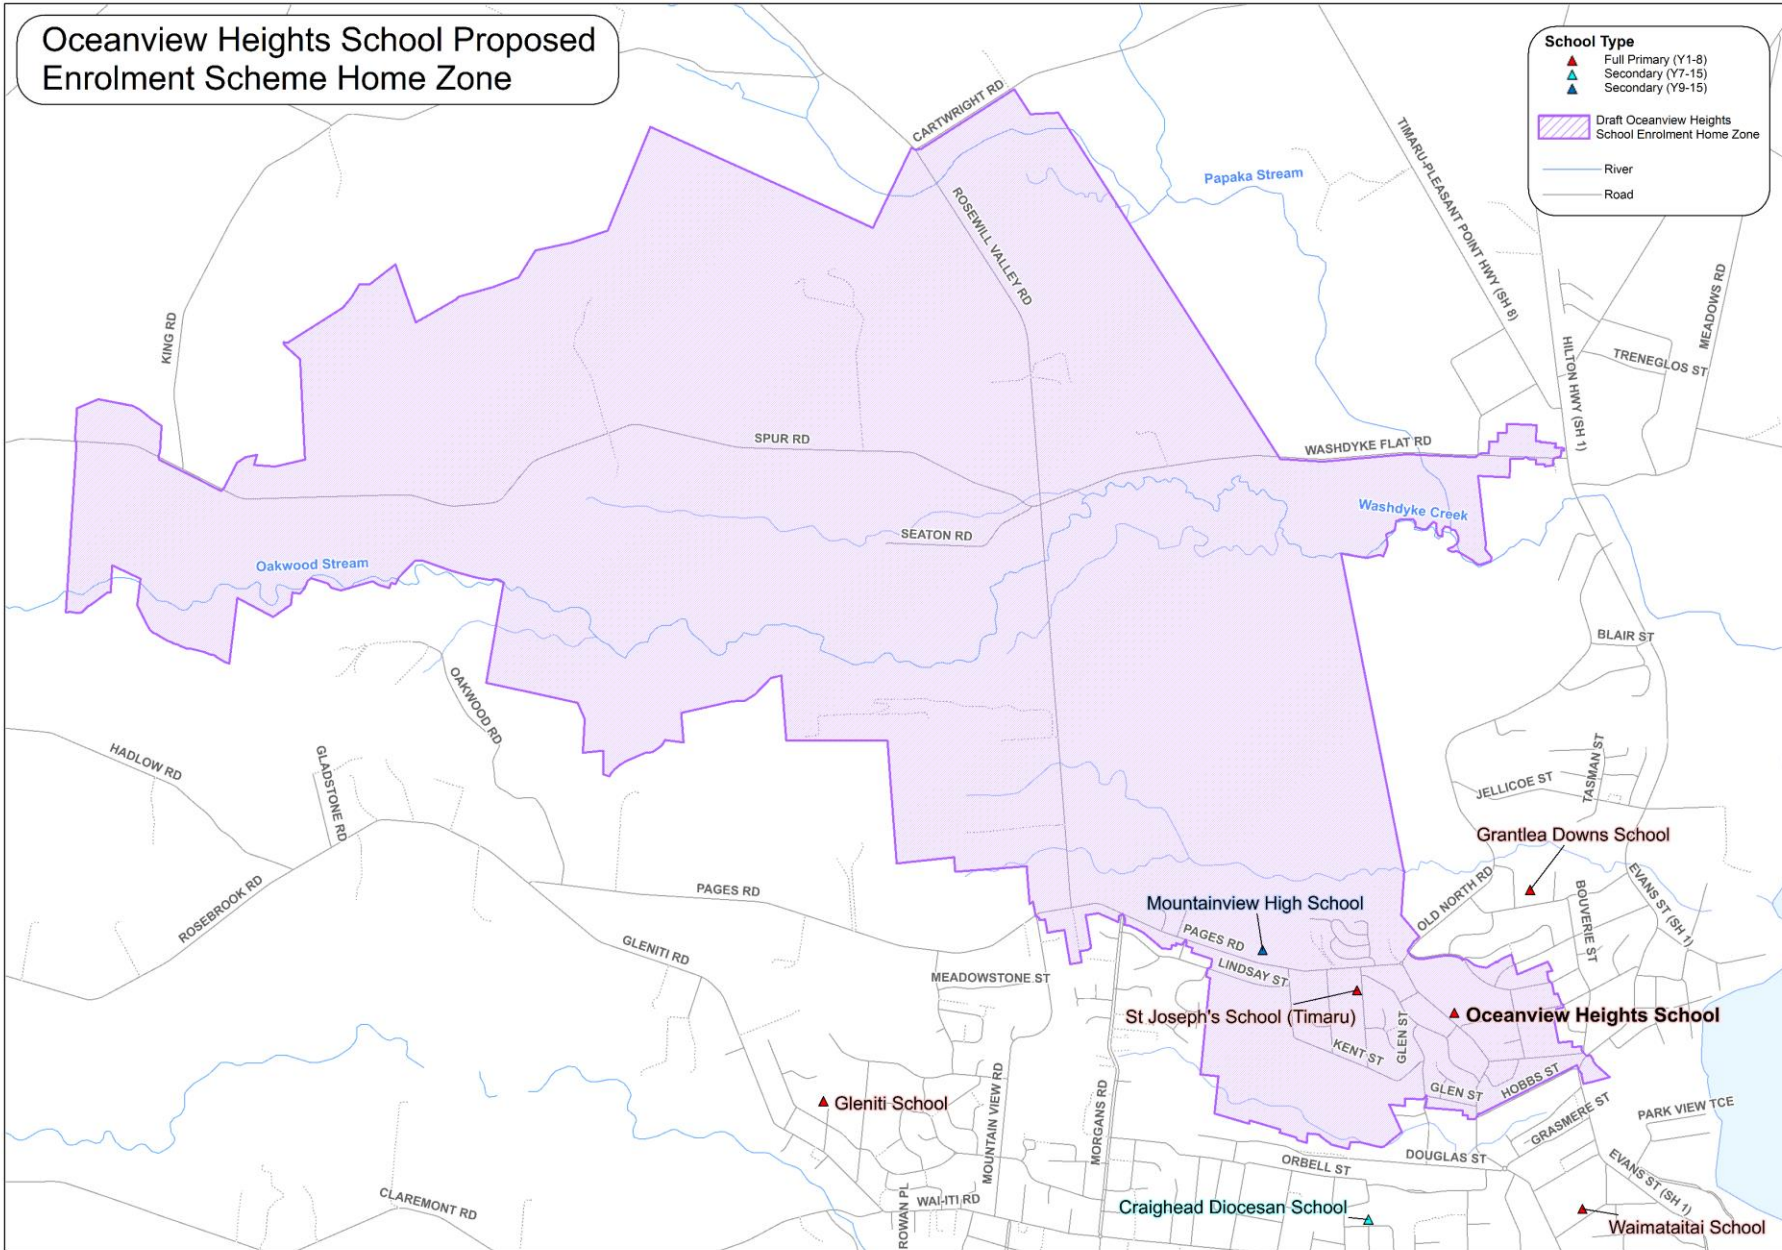 Oceanview Heights School Proposed
Enrolment Scheme Home Zone
School Type
Full Primary (Y1-8)
Secondary (Y7-15)
Secondary (Y9-15)
Draft Oceanview Heights
School Enrolment Home Zone
River
Road
CARTWRIGHT RD
Papaka Stream
TIMARU-PLEASANT POINT HWY (SH 8)
ROSEWILL VALLEY RD
MEADOWS RD
KING RD
HILTON HWY (SH 1)
TRENEGLOS ST
SPUR RD
WASHDYKE FLAT RD
Washdyke Creek
SEATON RD
Oakwood Stream
BLAIR ST
OAKWOOD RD
HADLOW RD
GLADSTONE RD
TASMAN ST
JELLICOE ST
Grantlea Downs School
ROSEBROOK RD
PAGES RD
OLD NORTH RD
BOUVERIE ST
EVANS ST (SH 1)
Mountainview High School
PAGES RD
GLENITI RD
LINDSAY ST
MEADOWSTONE ST
St Joseph's School (Timaru)
Oceanview Heights School
GLEN ST
KENT ST
GLEN ST
HOBBS ST
Gleniti School
MOUNTAIN VIEW RD
MORGANS RD
GRASMERE ST
PARK VIEW TCE
DOUGLAS ST
ORBELL ST
EVANS ST (SH 1)
CLAREMONT RD
ROWAN PL
WAI-ITI RD
Craighead Diocesan School
Waimataitai School